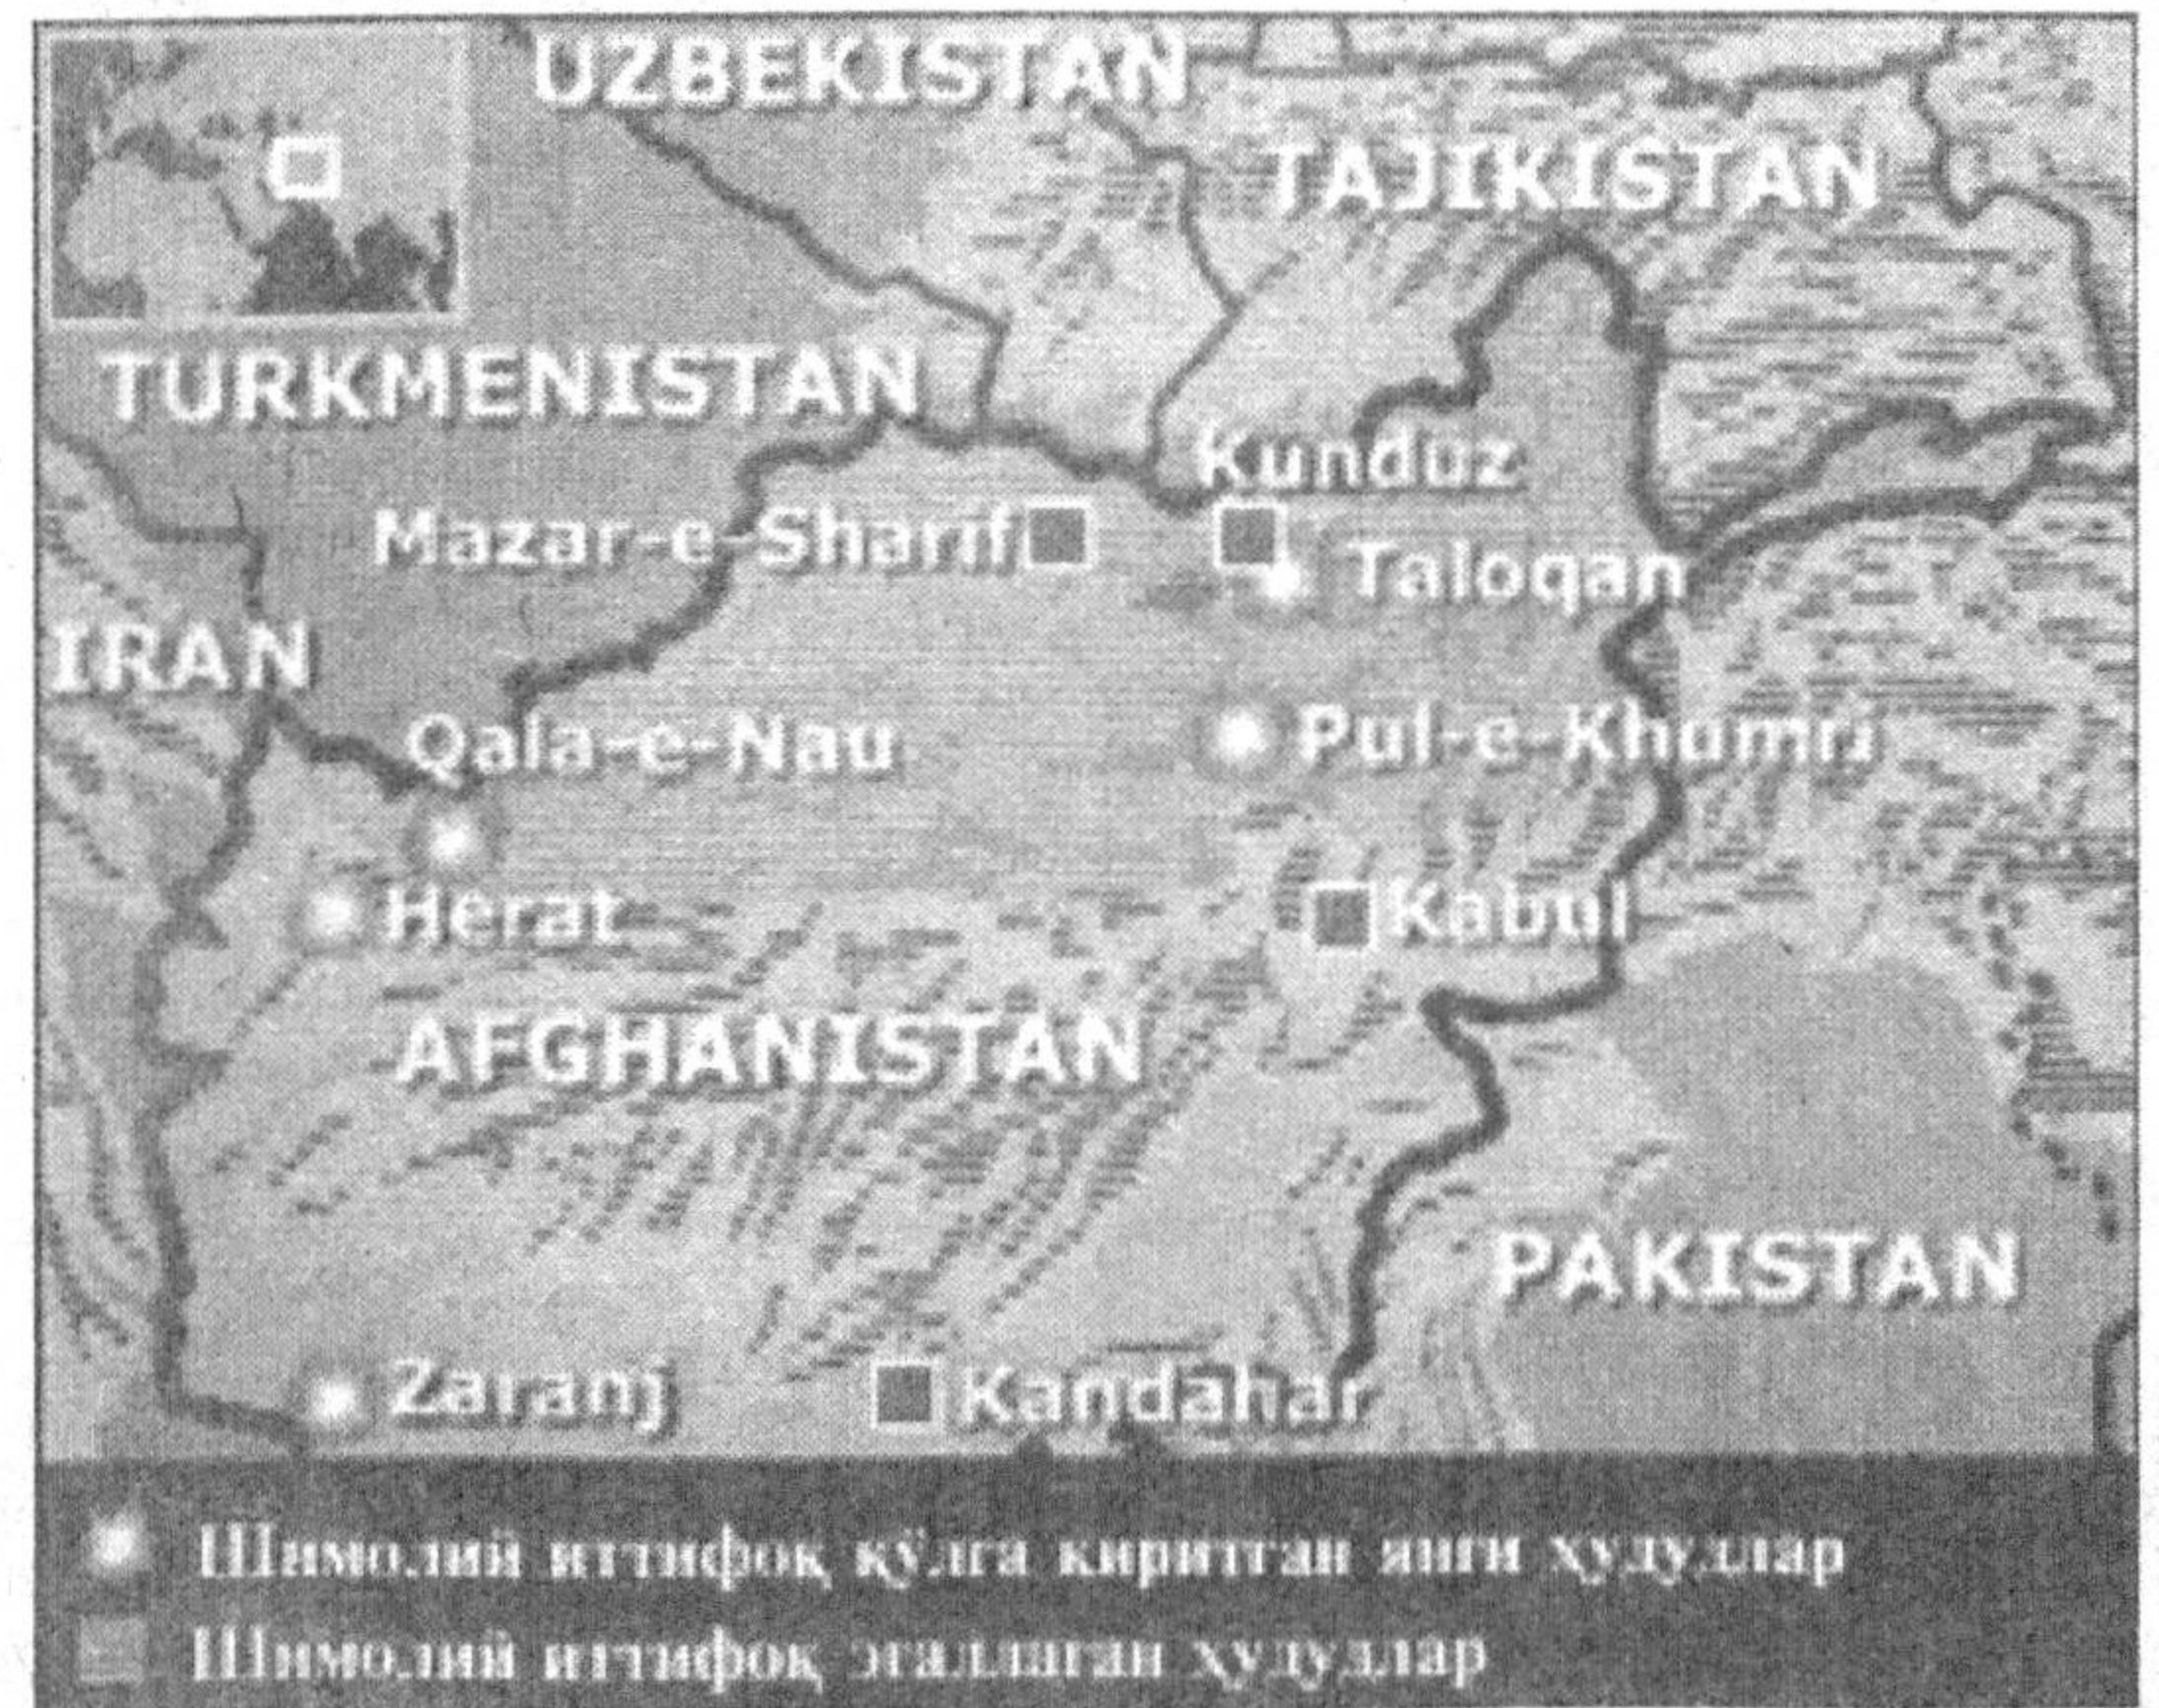 UZBEKISTAN
TAJIKISTAN
TURKMENISTAN
Kunduz
Mazar-e-Sharif
Taloqan
IRAN
Qala-e-Nau
Pul-e-Khumri
Herat
Kabul
AFGHANISTAN
PAKISTAN
Zaranj
Kandahar
Шимолий иттифоқ қўлга киритган янги ҳудудлар
Шимолий иттифоқ эгаллаган ҳудудлар